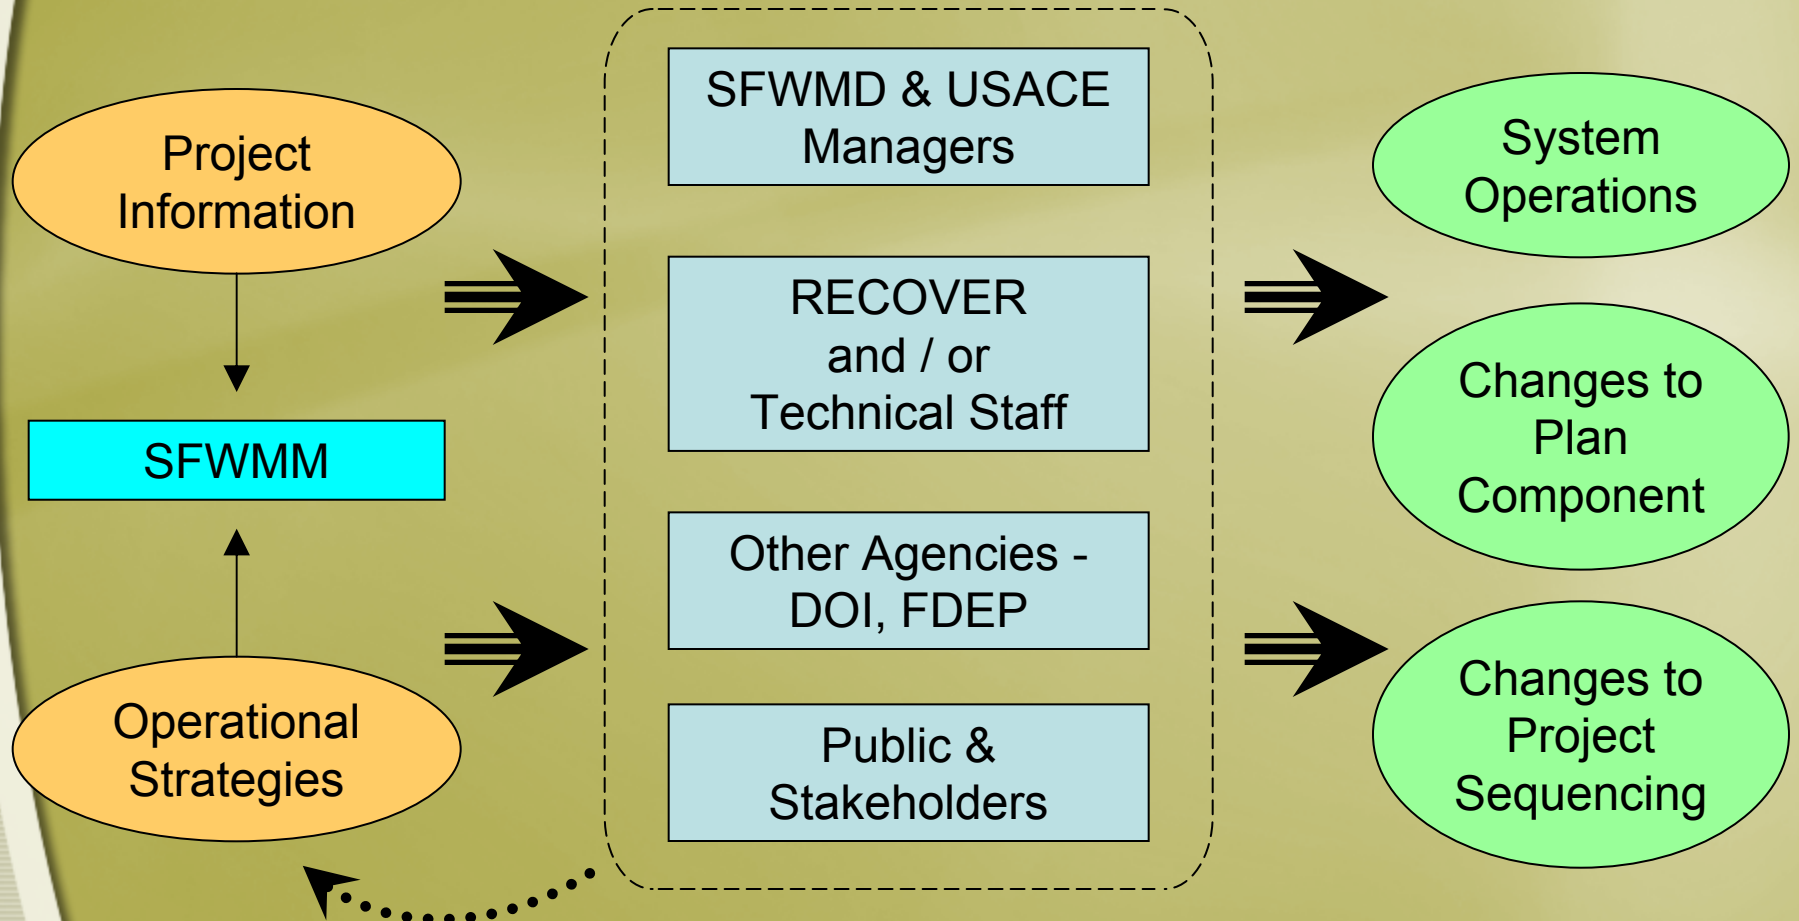 Project
Information
SFWMM
Operational
Strategies
SFWMD & USACE
Managers
RECOVER
and / or
Technical Staff
Other Agencies -
DOI, FDEP
Public &
Stakeholders
System
Operations
Changes to
Plan
Component
Changes to
Project
Sequencing